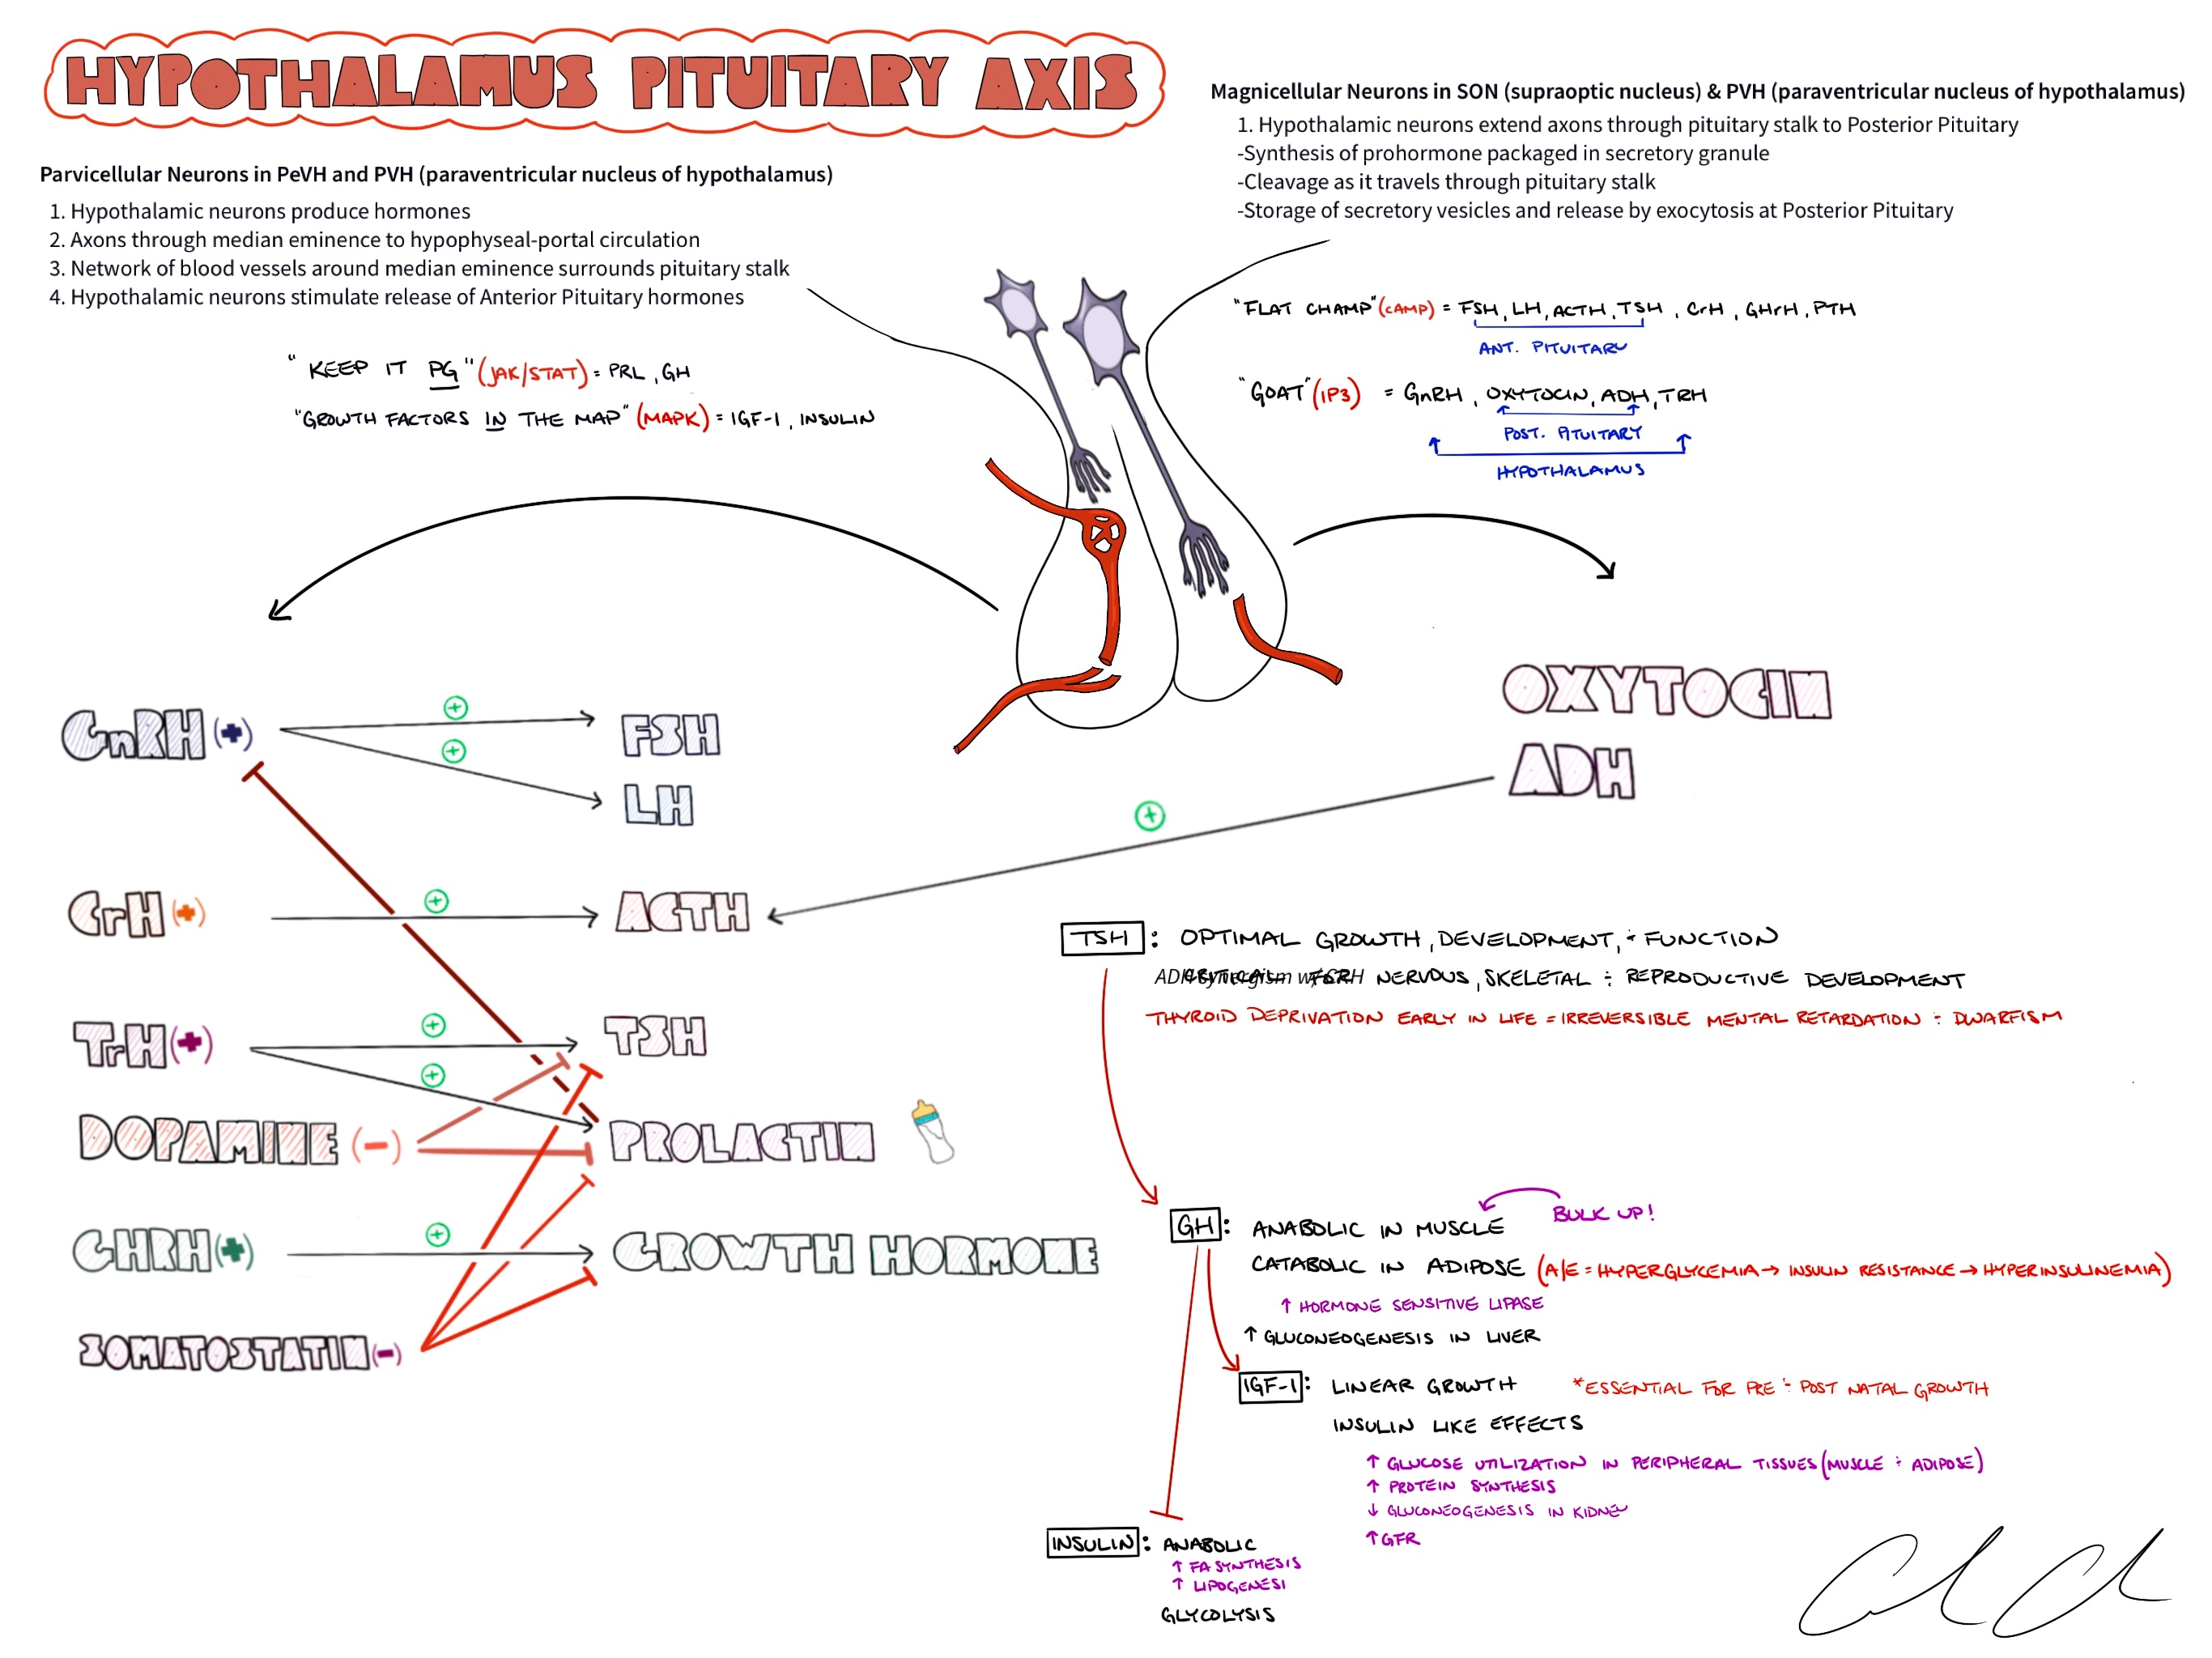 HYPOTHALAMUS PITUITARY AXIS
Parvicellular Neurons in PeVH and PVH (paraventricular nucleus of hypothalamus)
1. Hypothalamic neurons produce hormones
2. Axons through median eminence to hypophyseal-portal circulation
3. Network of blood vessels around median eminence surrounds pituitary stalk
4. Hypothalamic neurons stimulate release of Anterior Pituitary hormones
"KEEP IT PG" (JAK/STAT) = PRL, GH
"GROWTH FACTORS IN THE MAP" (MAPK) = IGF-1, INSULIN
Magnicellular Neurons in SON (supraoptic nucleus) & PVH (paraventricular nucleus of hypothalamus)
1. Hypothalamic neurons extend axons through pituitary stalk to Posterior Pituitary
-Synthesis of prohormone packaged in secretory granule
-Cleavage as it travels through pituitary stalk
-Storage of secretory vesicles and release by exocytosis at Posterior Pituitary
"FLAT CHAMP" (cAMP) = FSH, LH, ACTH, TSH, CrH, GHrH, PTH
ANT. PITUITARY
"GOAT" (IP3) = GnRH, OXYTOCIN, ADH, TRH
POST. PITUITARY
HYPOTHALAMUS
GnRH (+)
+
+
FSH
LH
CrH (+)
+
ACTH
TrH (+)
+
+
TSH
DOPAMINE (-)
PROLACTIN
GHRH (+)
+
GROWTH HORMONE
SOMATOSTATIN (-)
OXYTOCIN
ADH
+
TSH: OPTIMAL GROWTH, DEVELOPMENT, + FUNCTION
ADH synergism w/ CRH
CRITICAL FOR NERVOUS, SKELETAL + REPRODUCTIVE DEVELOPMENT
THYROID DEPRIVATION EARLY IN LIFE = IRREVERSIBLE MENTAL RETARDATION + DWARFISM
GH: ANABOLIC IN MUSCLE
BULK UP!
CATABOLIC IN ADIPOSE (A/E = HYPERGLYCEMIA → INSULIN RESISTANCE → HYPERINSULINEMIA)
↑ HORMONE SENSITIVE LIPASE
↑ GLUCONEOGENESIS IN LIVER
IGF-1: LINEAR GROWTH *ESSENTIAL FOR PRE + POST NATAL GROWTH
INSULIN LIKE EFFECTS
↑ GLUCOSE UTILIZATION IN PERIPHERAL TISSUES (MUSCLE + ADIPOSE)
↑ PROTEIN SYNTHESIS
↓ GLUCONEOGENESIS IN KIDNEY
↑ GFR
INSULIN: ANABOLIC
↑ FA SYNTHESIS
↑ LIPOGENESI
GLYCOLYSIS